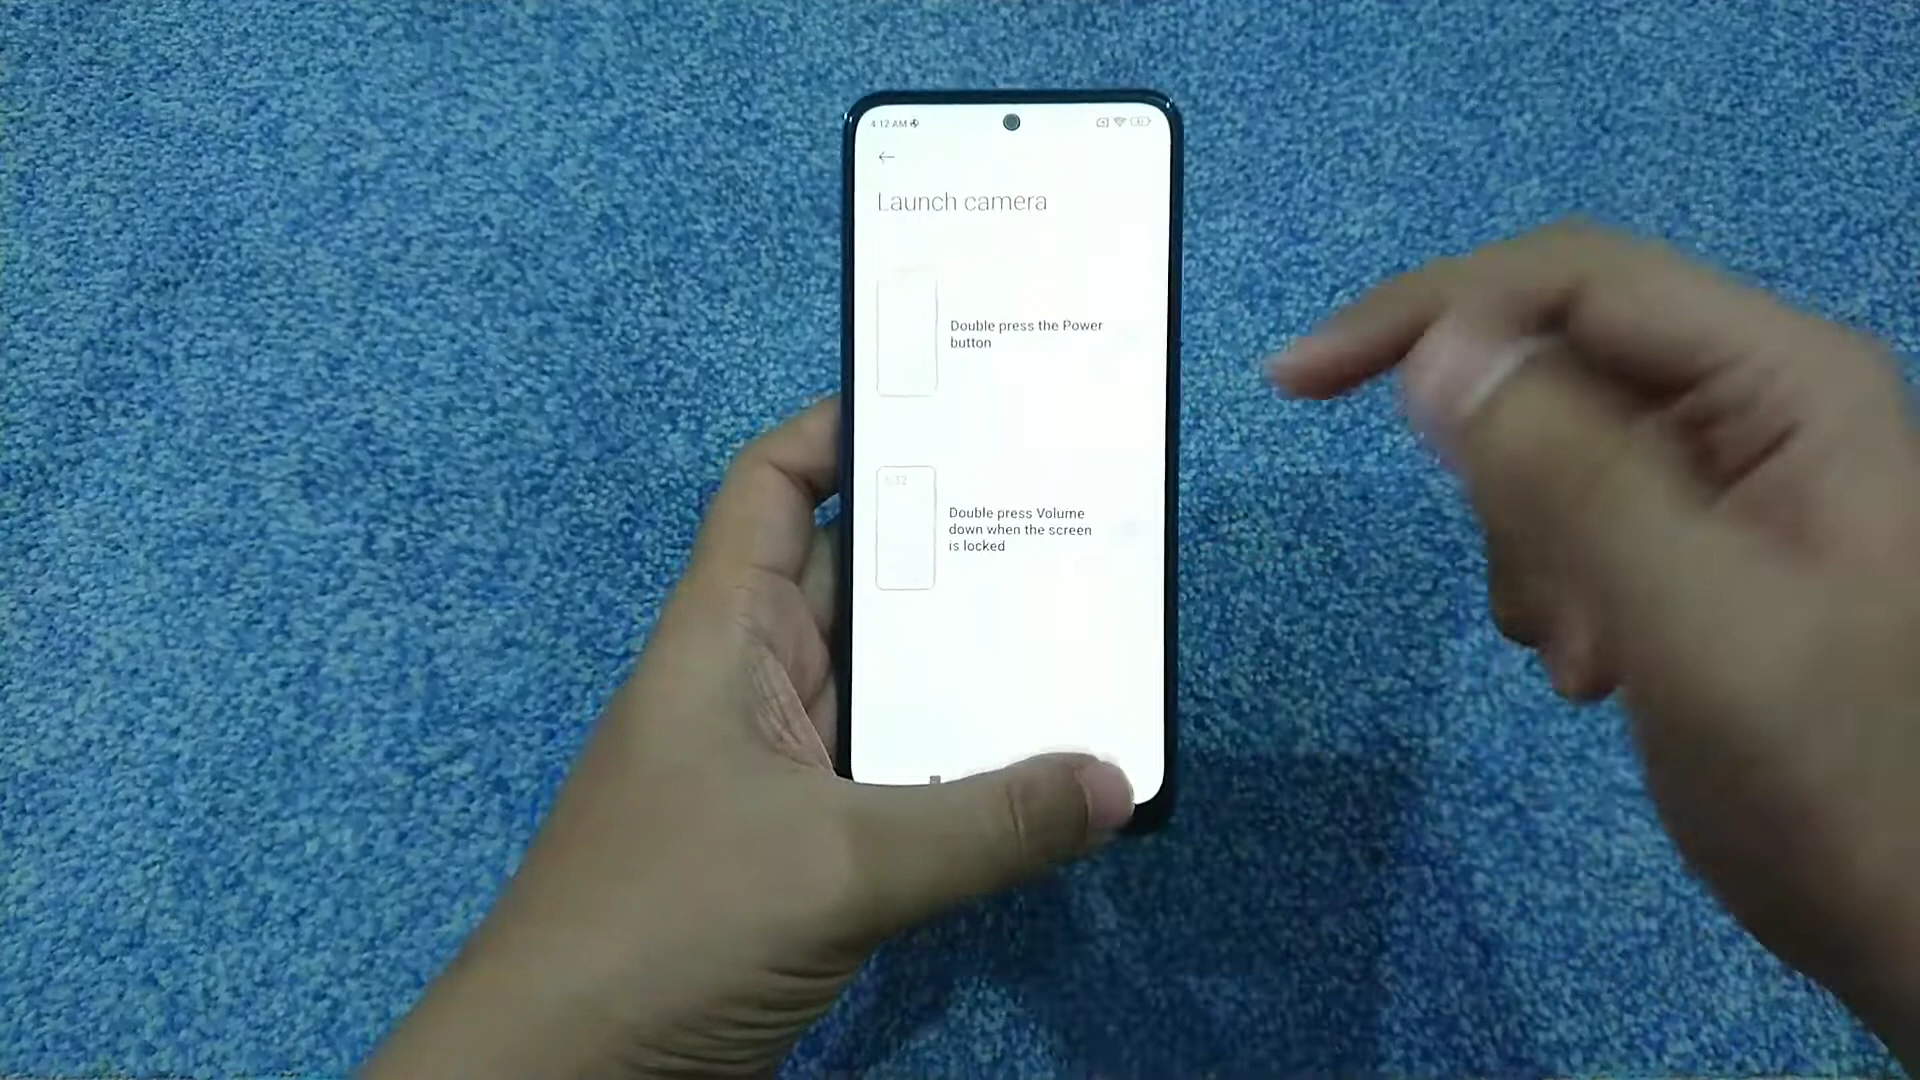 4:12 AM
Launch camera
Double press the Power
button
Double press Volume
down when the screen
is locked